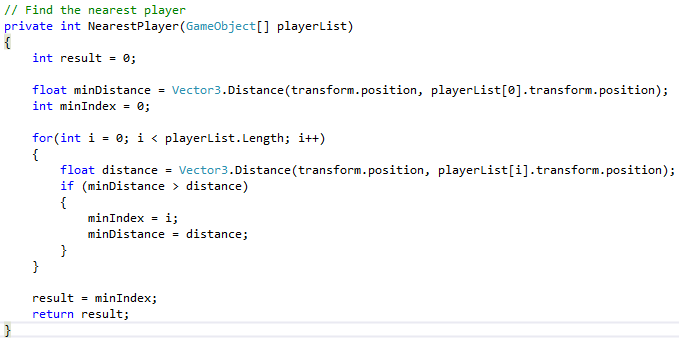 // Find the nearest player
private int NearestPlayer(GameObject[] playerList)
{
int result = 0;
float minDistance = Vector3.Distance(transform.position, playerList[0].transform.position);
int minIndex = 0;
for(int i = 0; i < playerList.Length; i++)
{
float distance = Vector3.Distance(transform.position, playerList[i].transform.position);
if (minDistance > distance)
{
minIndex = i;
minDistance = distance;
}
}
result = minIndex;
return result;
}